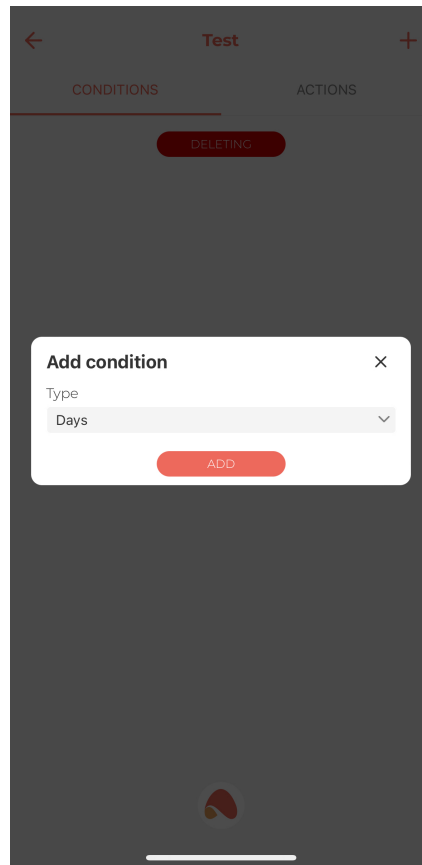 Test
CONDITIONS
ACTIONS
DELETING
Add condition
Type
Days
ADD